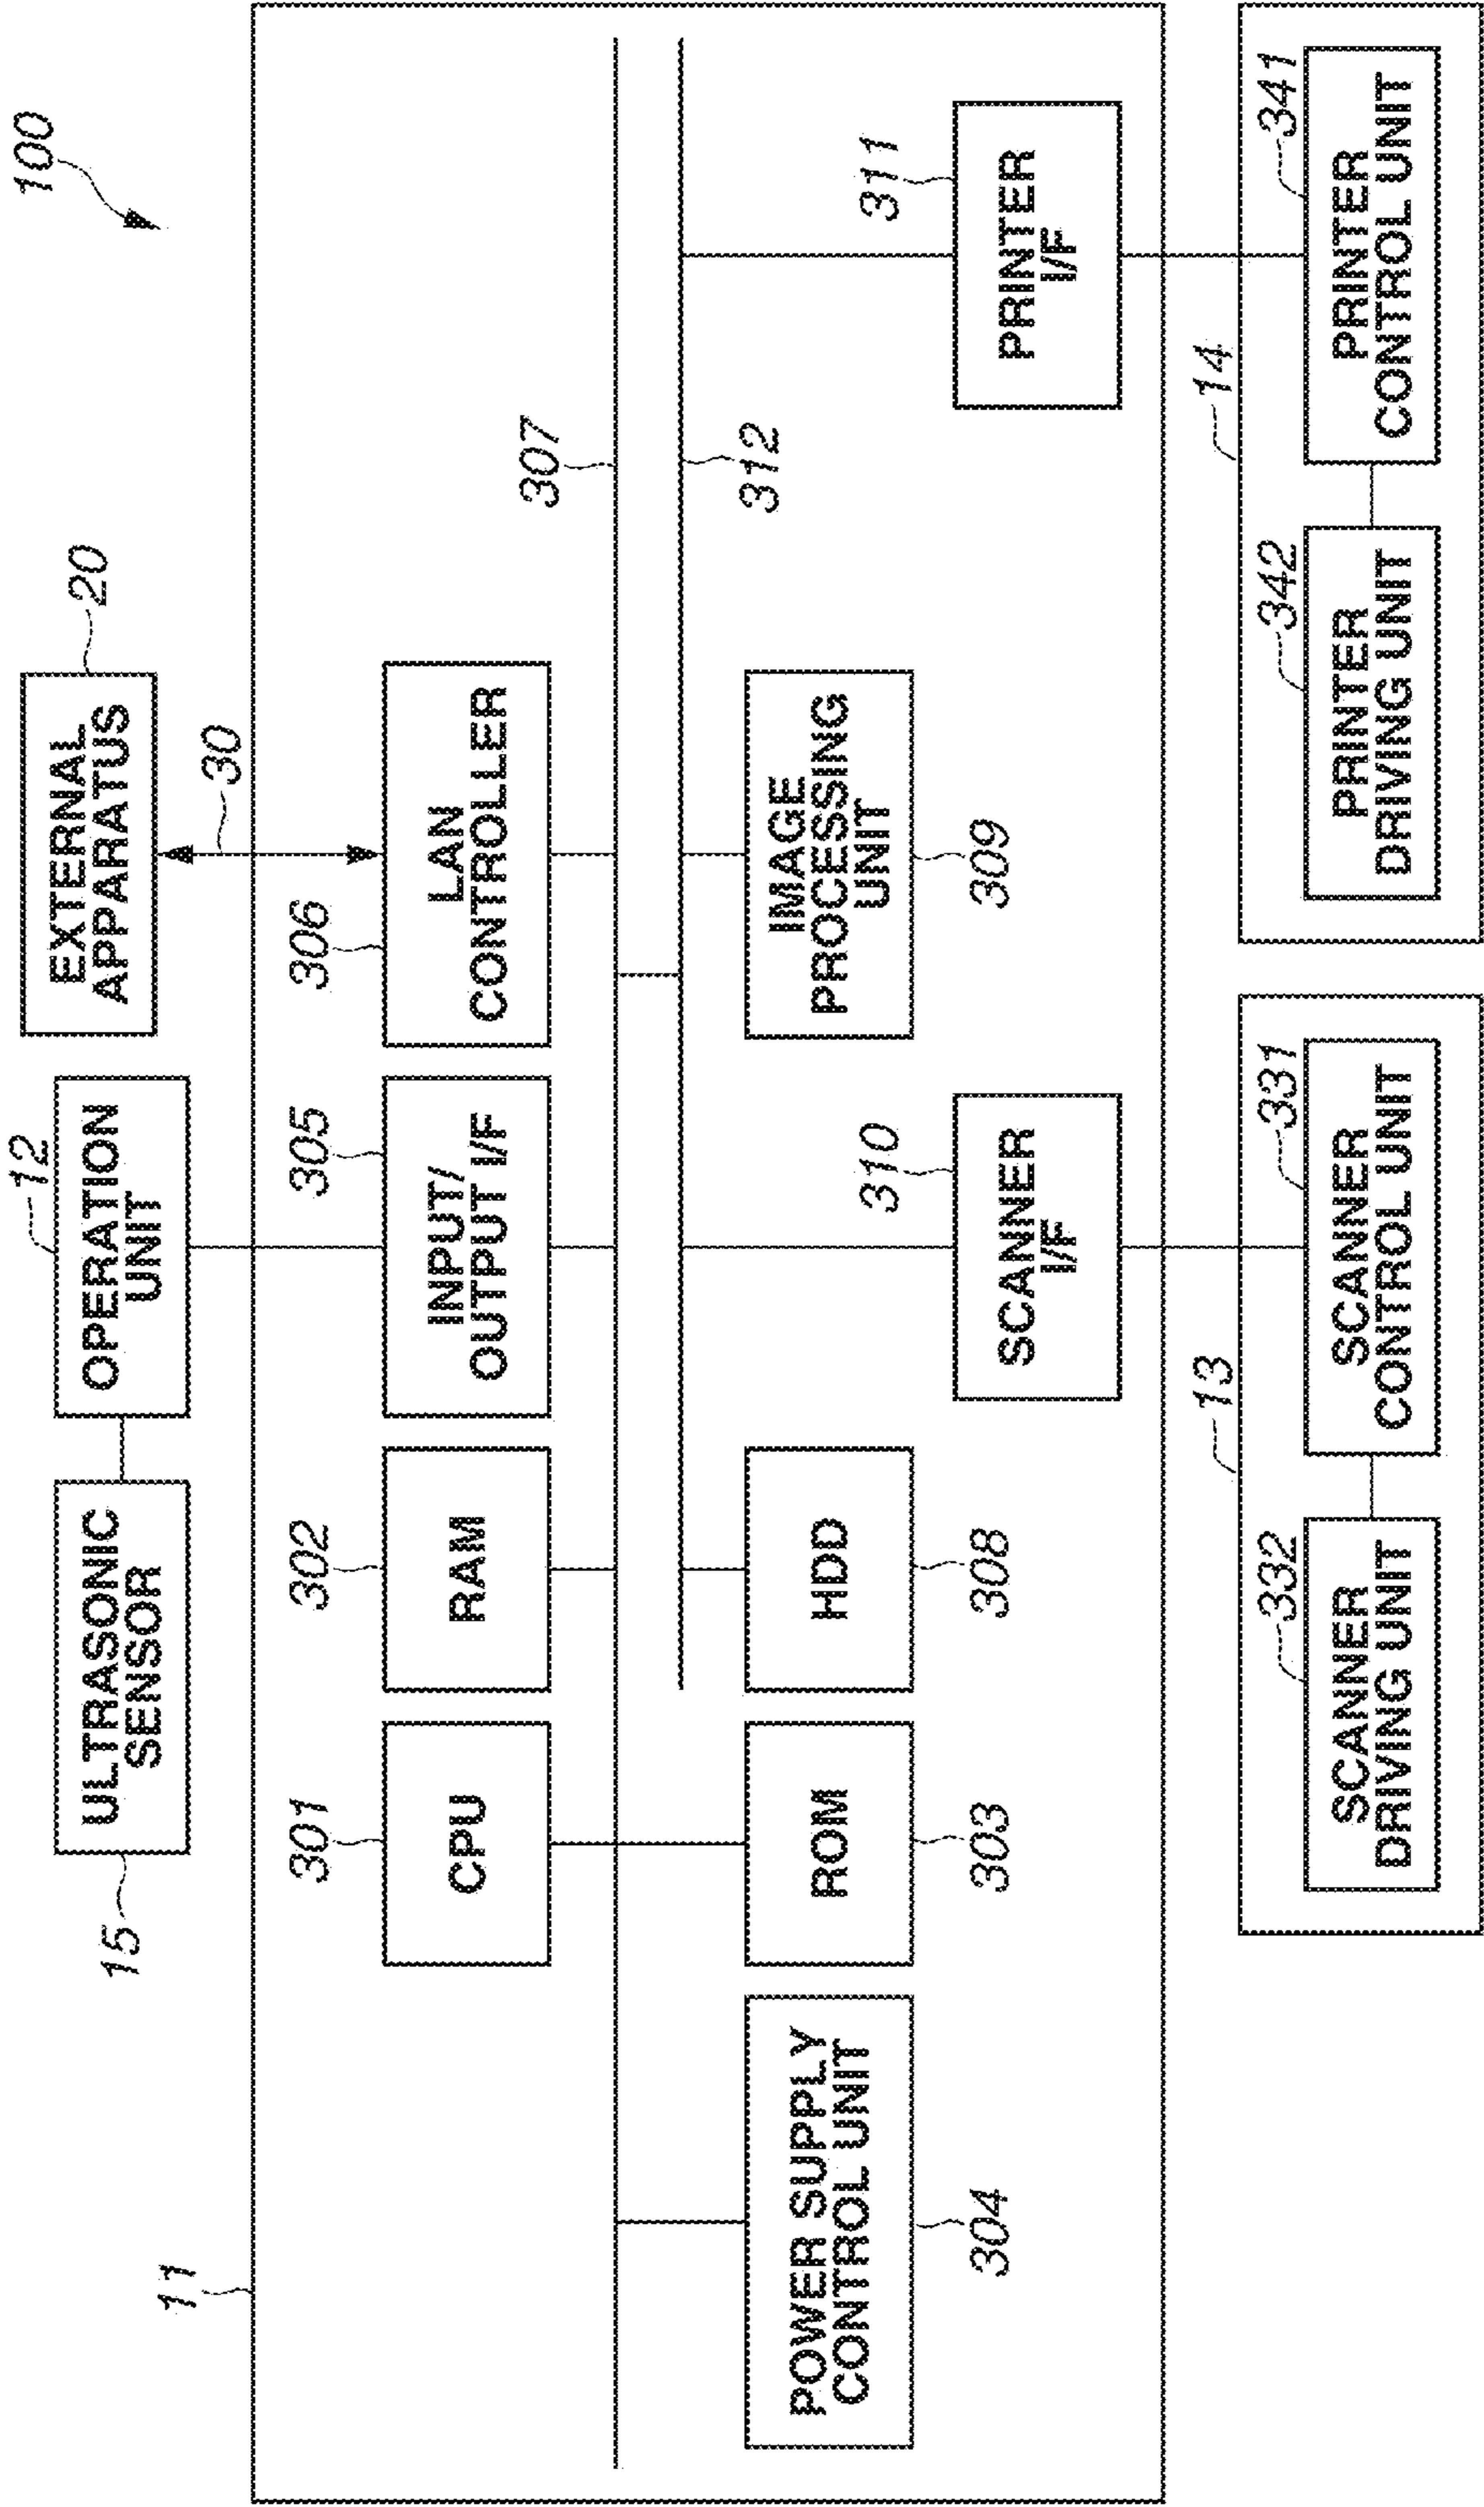 100
15
ULTRASONIC
SENSOR
12
OPERATION
UNIT
EXTERNAL
APPARATUS
20
30
11
301
CPU
302
RAM
305
INPUT/
OUTPUT I/F
306
LAN
CONTROLLER
307
312
POWER SUPPLY
CONTROL UNIT
304
ROM
303
HDD
308
IMAGE
PROCESSING
UNIT
309
310
SCANNER
I/F
311
PRINTER
I/F
13
332
SCANNER
DRIVING UNIT
331
SCANNER
CONTROL UNIT
14
342
PRINTER
DRIVING UNIT
341
PRINTER
CONTROL UNIT